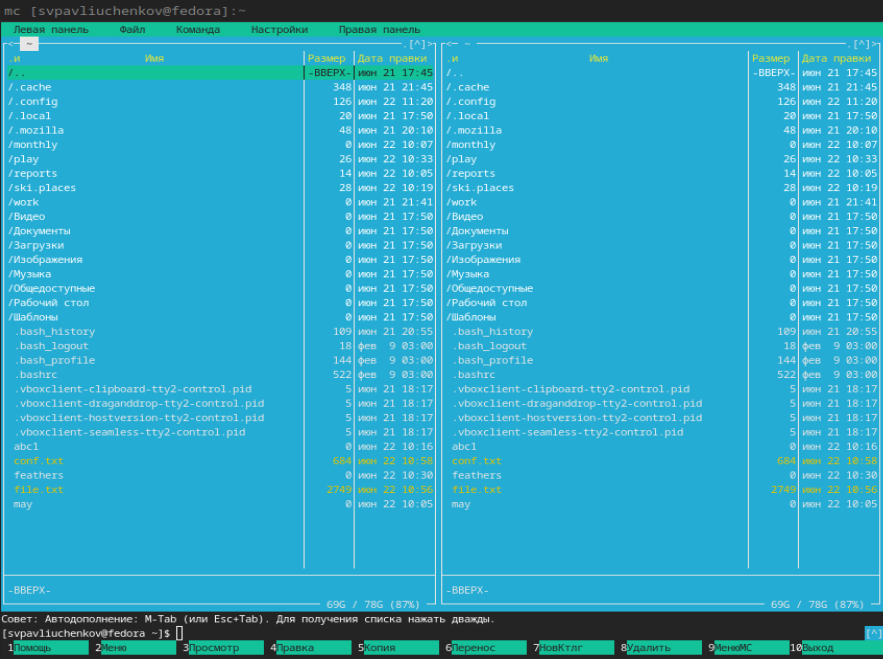 mc [svpavliuchenkov@fedora]:~
Левая панель Файл Команда Настройки Правая панель
<- ~ .[^]> <- ~ .[^]>
.и Имя Размер Дата правки .и Имя Размер Дата правки
/.. -ВВЕРХ- июн 21 17:45 /.. -ВВЕРХ- июн 21 17:45
/.cache 348 июн 21 21:45 /.cache 348 июн 21 21:45
/.config 126 июн 22 11:20 /.config 126 июн 22 11:20
/.local 20 июн 21 17:50 /.local 20 июн 21 17:50
/.mozilla 48 июн 21 20:10 /.mozilla 48 июн 21 20:10
/monthly 0 июн 22 10:07 /monthly 0 июн 22 10:07
/play 26 июн 22 10:33 /play 26 июн 22 10:33
/reports 14 июн 22 10:05 /reports 14 июн 22 10:05
/ski.places 28 июн 22 10:19 /ski.places 28 июн 22 10:19
/work 0 июн 21 21:41 /work 0 июн 21 21:41
/Видео 0 июн 21 17:50 /Видео 0 июн 21 17:50
/Документы 0 июн 21 17:50 /Документы 0 июн 21 17:50
/Загрузки 0 июн 21 17:50 /Загрузки 0 июн 21 17:50
/Изображения 0 июн 21 17:50 /Изображения 0 июн 21 17:50
/Музыка 0 июн 21 17:50 /Музыка 0 июн 21 17:50
/Общедоступные 0 июн 21 17:50 /Общедоступные 0 июн 21 17:50
/Рабочий стол 0 июн 21 17:50 /Рабочий стол 0 июн 21 17:50
/Шаблоны 0 июн 21 17:50 /Шаблоны 0 июн 21 17:50
.bash_history 109 июн 21 20:55 .bash_history 109 июн 21 20:55
.bash_logout 18 фев 9 03:00 .bash_logout 18 фев 9 03:00
.bash_profile 144 фев 9 03:00 .bash_profile 144 фев 9 03:00
.bashrc 522 фев 9 03:00 .bashrc 522 фев 9 03:00
.vboxclient-clipboard-tty2-control.pid 5 июн 21 18:17 .vboxclient-clipboard-tty2-control.pid 5 июн 21 18:17
.vboxclient-draganddrop-tty2-control.pid 5 июн 21 18:17 .vboxclient-draganddrop-tty2-control.pid 5 июн 21 18:17
.vboxclient-hostversion-tty2-control.pid 5 июн 21 18:17 .vboxclient-hostversion-tty2-control.pid 5 июн 21 18:17
.vboxclient-seamless-tty2-control.pid 5 июн 21 18:17 .vboxclient-seamless-tty2-control.pid 5 июн 21 18:17
abc1 0 июн 22 10:16 abc1 0 июн 22 10:16
conf.txt 684 июн 22 10:58 conf.txt 684 июн 22 10:58
feathers 0 июн 22 10:30 feathers 0 июн 22 10:30
file.txt 2749 июн 22 10:56 file.txt 2749 июн 22 10:56
may 0 июн 22 10:05 may 0 июн 22 10:05
-ВВЕРХ- -ВВЕРХ-
69G / 78G (87%) 69G / 78G (87%)
Совет: Автодополнение: M-Tab (или Esc+Tab). Для получения списка нажать дважды.
[svpavliuchenkov@fedora ~]$ [^]
1Помощь 2Меню 3Просмотр 4Правка 5Копия 6Перенос 7НовКтлг 8Удалить 9МенюMC 10Выход